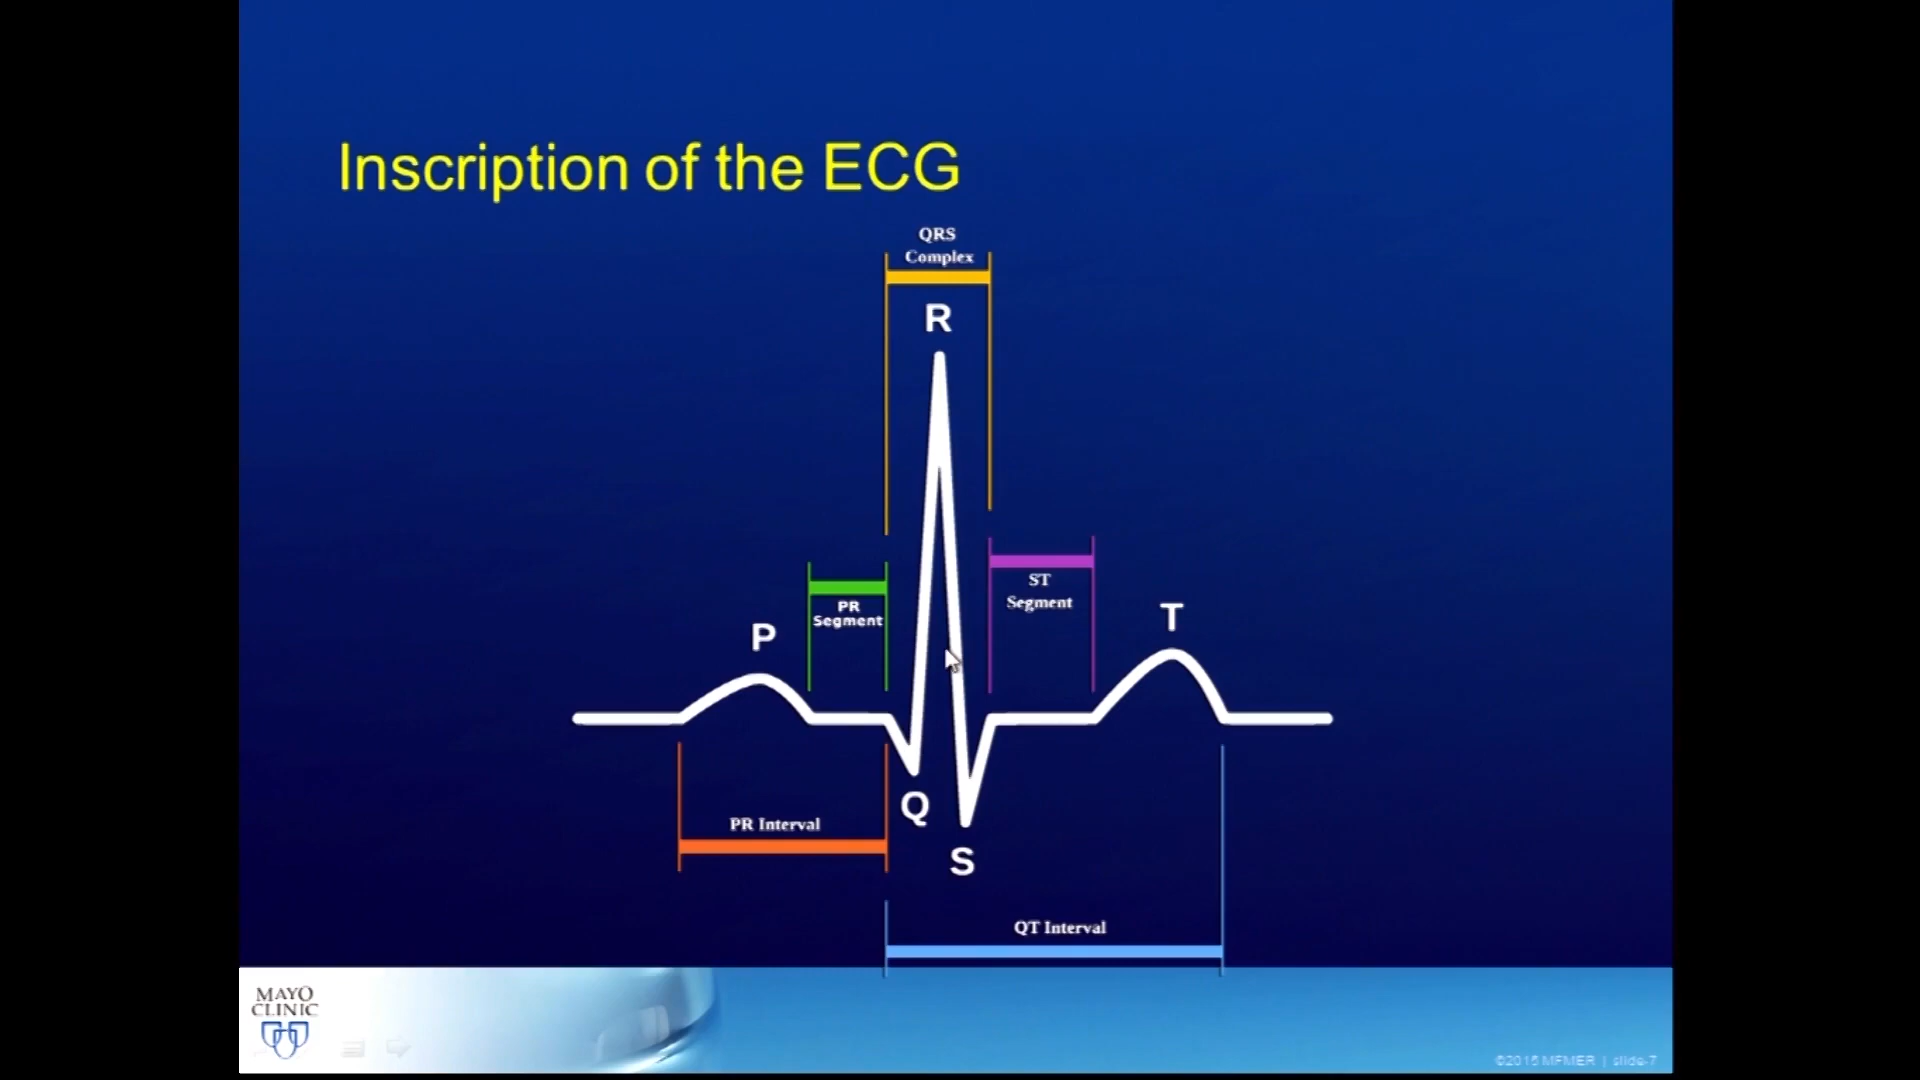 Inscription of the ECG
QRS
Complex
R
PR
Segment
ST
Segment
P
T
Q
S
PR Interval
QT Interval
MAYO
CLINIC
©2015 MFMER | slide-7